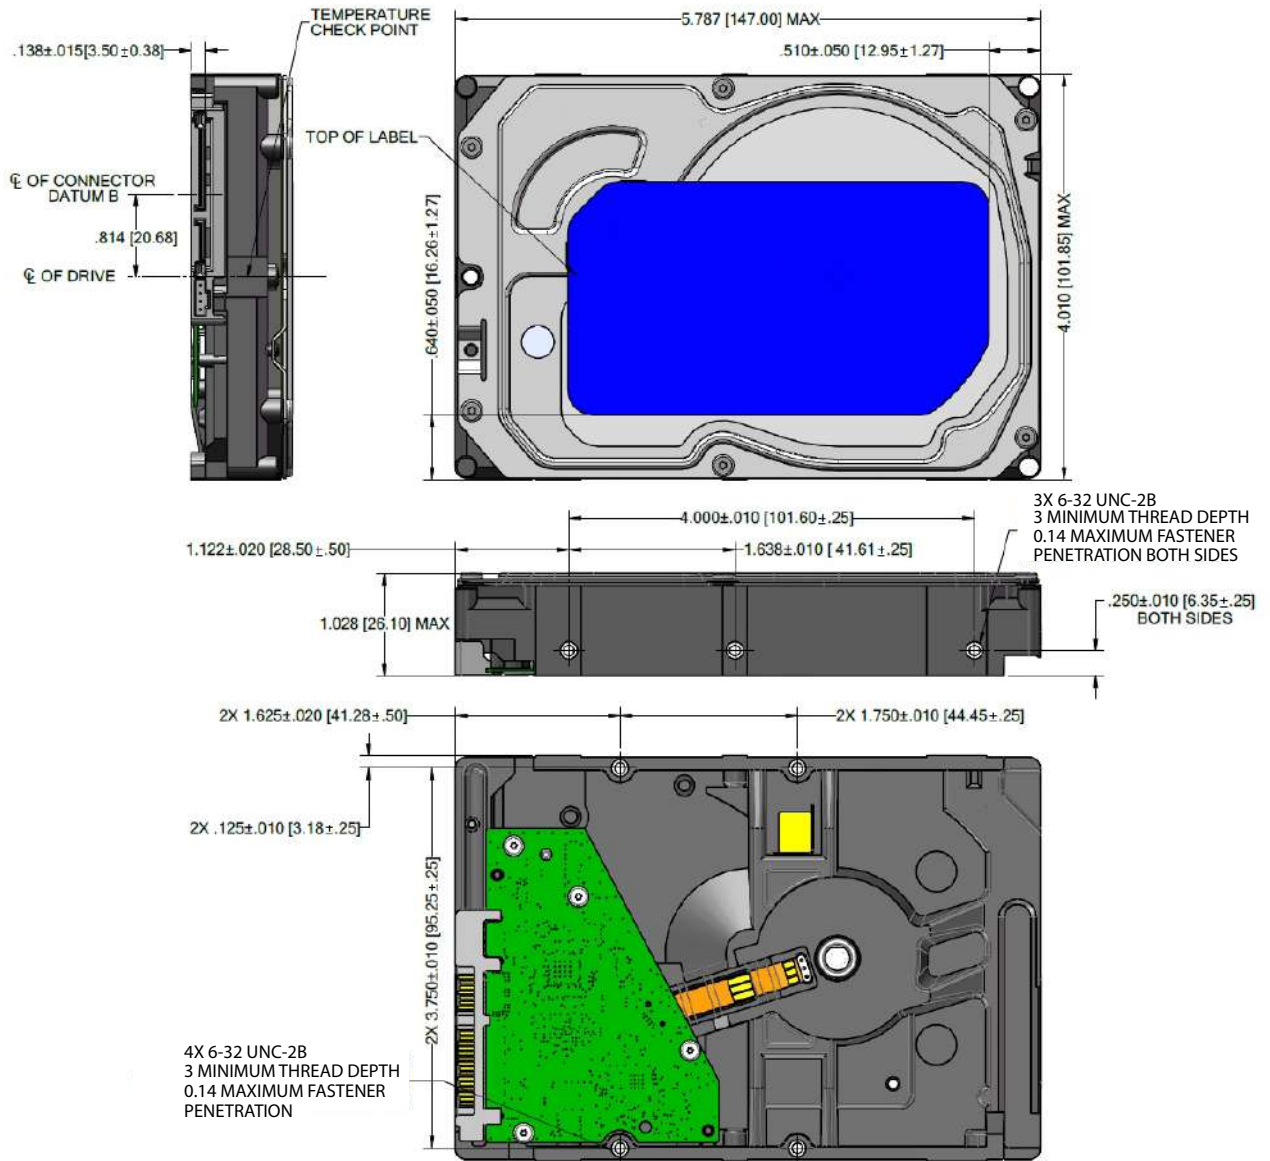 TEMPERATURE
CHECK POINT
5.787 [147.00] MAX
.138±.015[3.50±0.38]
.510±.050 [12.95±1.27]
TOP OF LABEL
℄ OF CONNECTOR
DATUM B
.814 [20.68]
℄ OF DRIVE
.640±.050 [16.26±1.27]
4.010 [101.85] MAX
3X 6-32 UNC-2B
3 MINIMUM THREAD DEPTH
0.14 MAXIMUM FASTENER
PENETRATION BOTH SIDES
4.000±.010 [101.60±.25]
1.122±.020 [28.50±.50]
1.638±.010 [ 41.61±.25]
1.028 [26.10] MAX
.250±.010 [6.35±.25]
BOTH SIDES
2X 1.625±.020 [41.28±.50]
2X 1.750±.010 [44.45±.25]
2X .125±.010 [3.18±.25]
2X 3.750±.010 [95.25±.25]
4X 6-32 UNC-2B
3 MINIMUM THREAD DEPTH
0.14 MAXIMUM FASTENER
PENETRATION